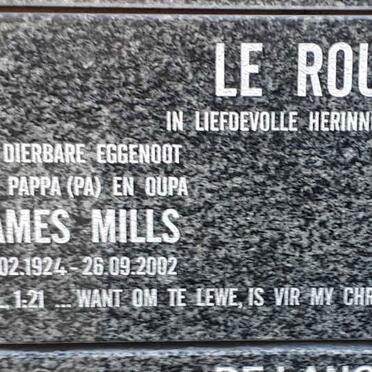 LE ROU
IN LIEFDEVOLLE HERINN
DIERBARE EGGENOOT
PAPPA (PA) EN OUPA
AMES MILLS
02.1924 - 26.09.2002
. 1:21 ... WANT OM TE LEWE, IS VIR MY CHR